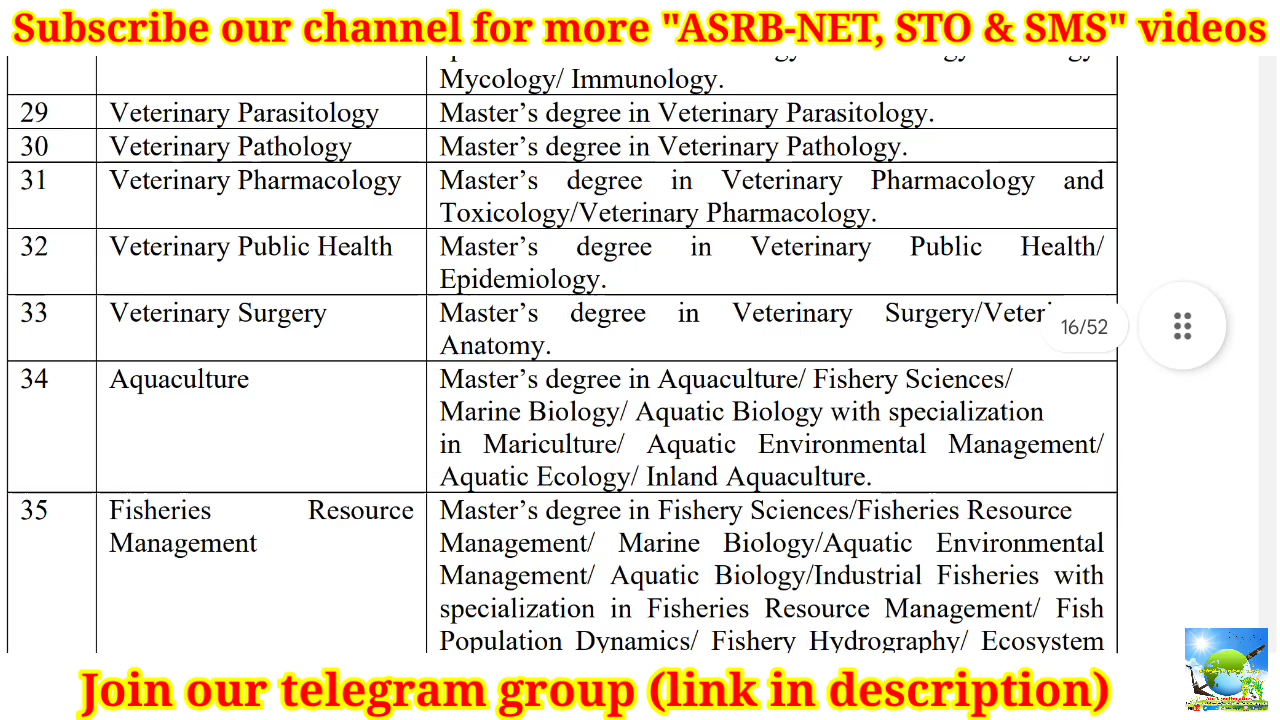 Subscribe our channel for more "ASRB-NET, STO & SMS" videos
Mycology/ Immunology.
29 Veterinary Parasitology Master's degree in Veterinary Parasitology.
30 Veterinary Pathology Master's degree in Veterinary Pathology.
31 Veterinary Pharmacology Master's degree in Veterinary Pharmacology and
Toxicology/Veterinary Pharmacology.
32 Veterinary Public Health Master's degree in Veterinary Public Health/
Epidemiology.
33 Veterinary Surgery Master's degree in Veterinary Surgery/Veteri
Anatomy.
16/52
34 Aquaculture Master's degree in Aquaculture/ Fishery Sciences/
Marine Biology/ Aquatic Biology with specialization
in Mariculture/ Aquatic Environmental Management/
Aquatic Ecology/ Inland Aquaculture.
35 Fisheries Resource Master's degree in Fishery Sciences/Fisheries Resource
Management Management/ Marine Biology/Aquatic Environmental
Management/ Aquatic Biology/Industrial Fisheries with
specialization in Fisheries Resource Management/ Fish
Population Dynamics/ Fishery Hydrography/ Ecosystem
Join our telegram group (link in description)